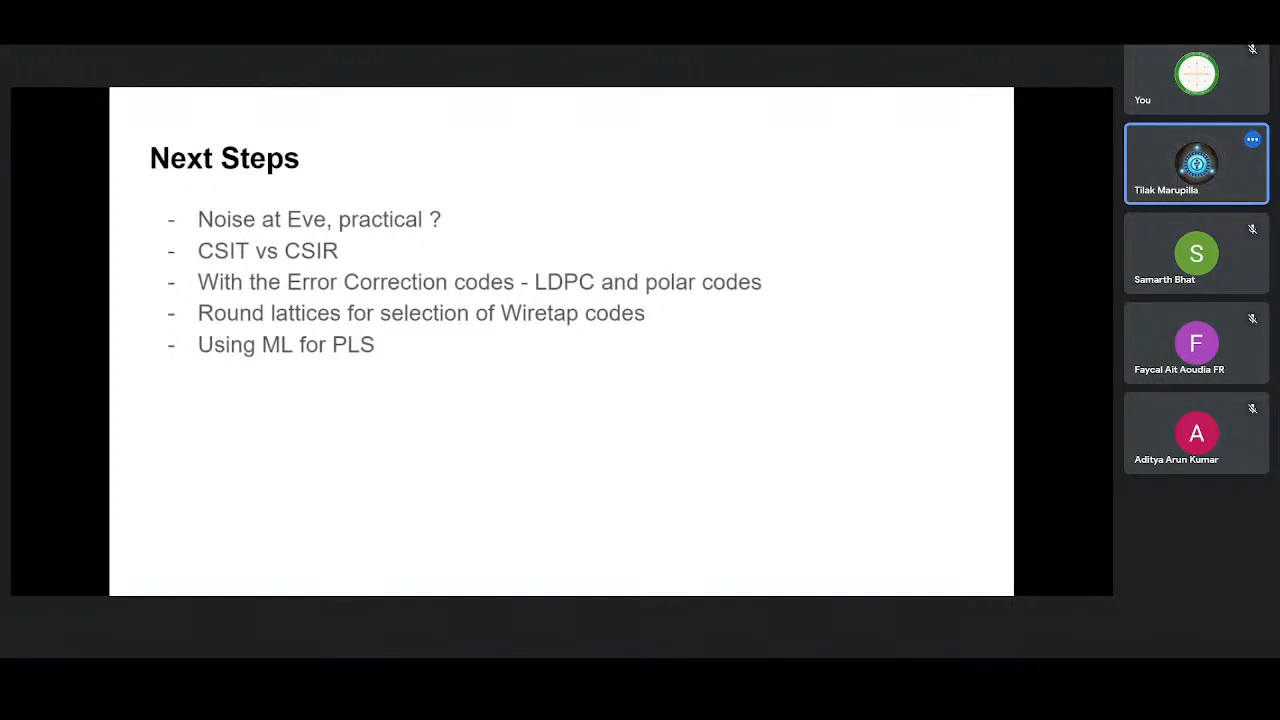 Next Steps
- Noise at Eve, practical ?
- CSIT vs CSIR
- With the Error Correction codes - LDPC and polar codes
- Round lattices for selection of Wiretap codes
- Using ML for PLS
You
Tilak Marupilla
S
Samarth Bhat
F
Faycal Ait Aoudia FR
A
Aditya Arun Kumar